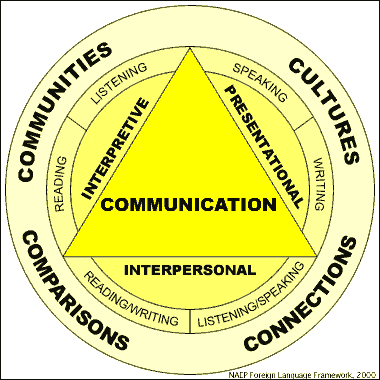 COMMUNITIES
CULTURES
LISTENING
SPEAKING
INTERPRETIVE
PRESENTATIONAL
READING
WRITING
COMMUNICATION
INTERPERSONAL
READING/WRITING
LISTENING/SPEAKING
COMPARISONS
CONNECTIONS
NAEP Foreign Language Framework, 2000